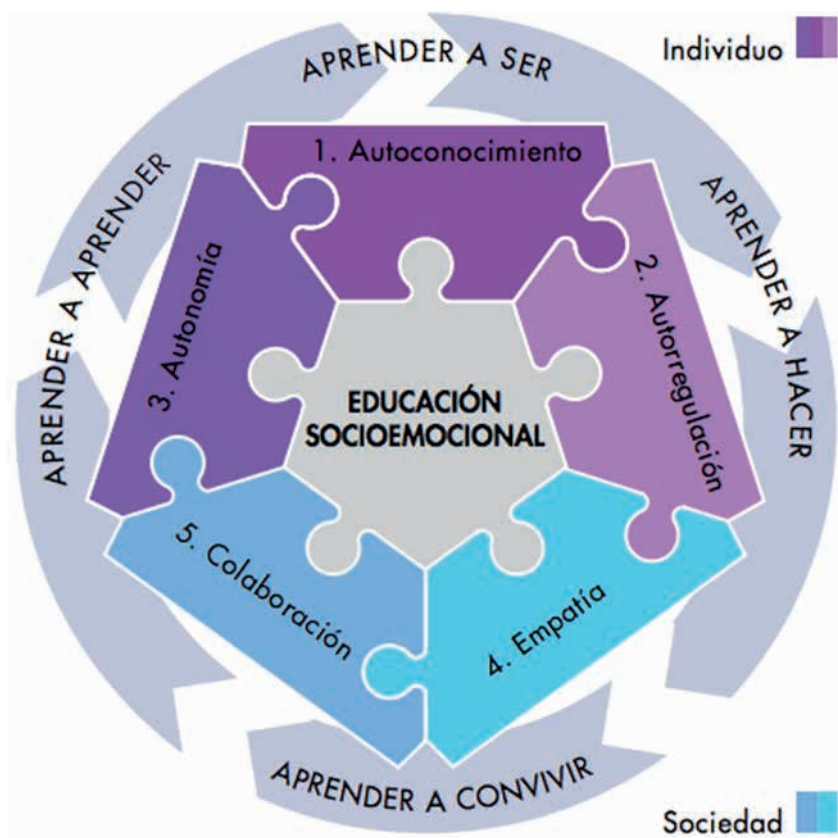 Individuo
APRENDER A SER
APRENDER A HACER
APRENDER A CONVIVIR
APRENDER A APRENDER
1. Autoconocimiento
2. Autorregulación
3. Autonomía
EDUCACIÓN
SOCIOEMOCIONAL
4. Empatía
5. Colaboración
Sociedad